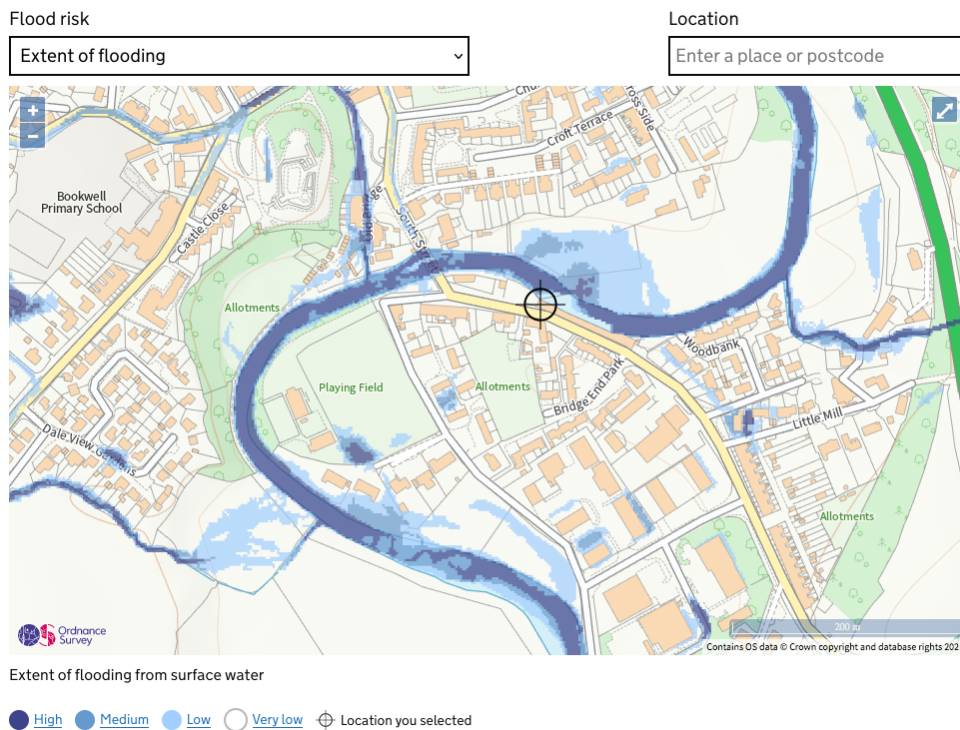 Flood risk
Location
Extent of flooding
Enter a place or postcode
+
−
Croft Terrace
Bookwell
Primary School
Castle Close
South Street
Allotments
Woodbank
Playing Field
Allotments
Bridge End Park
Little Mill
Dale View Gardens
Allotments
Ordnance
Survey
200 m
Contains OS data © Crown copyright and database rights 202
Extent of flooding from surface water
High
Medium
Low
Very low
Location you selected